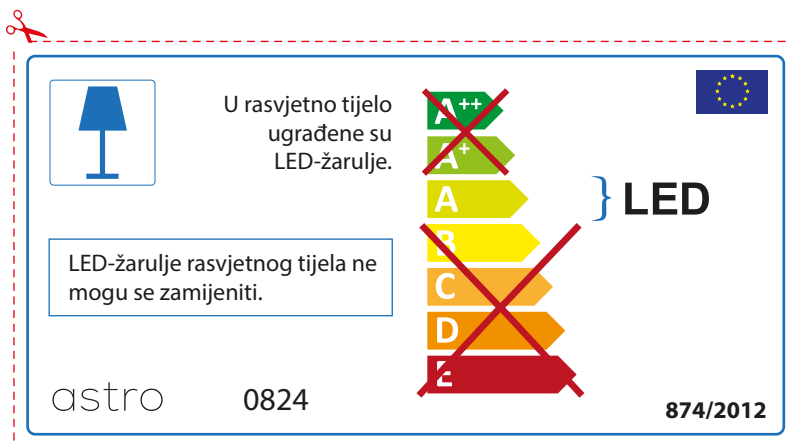 U rasvjetno tijelo
ugrađene su
LED-žarulje.
A++
A+
A
B
C
D
E
LED
LED-žarulje rasvjetnog tijela ne
mogu se zamijeniti.
astro
0824
874/2012